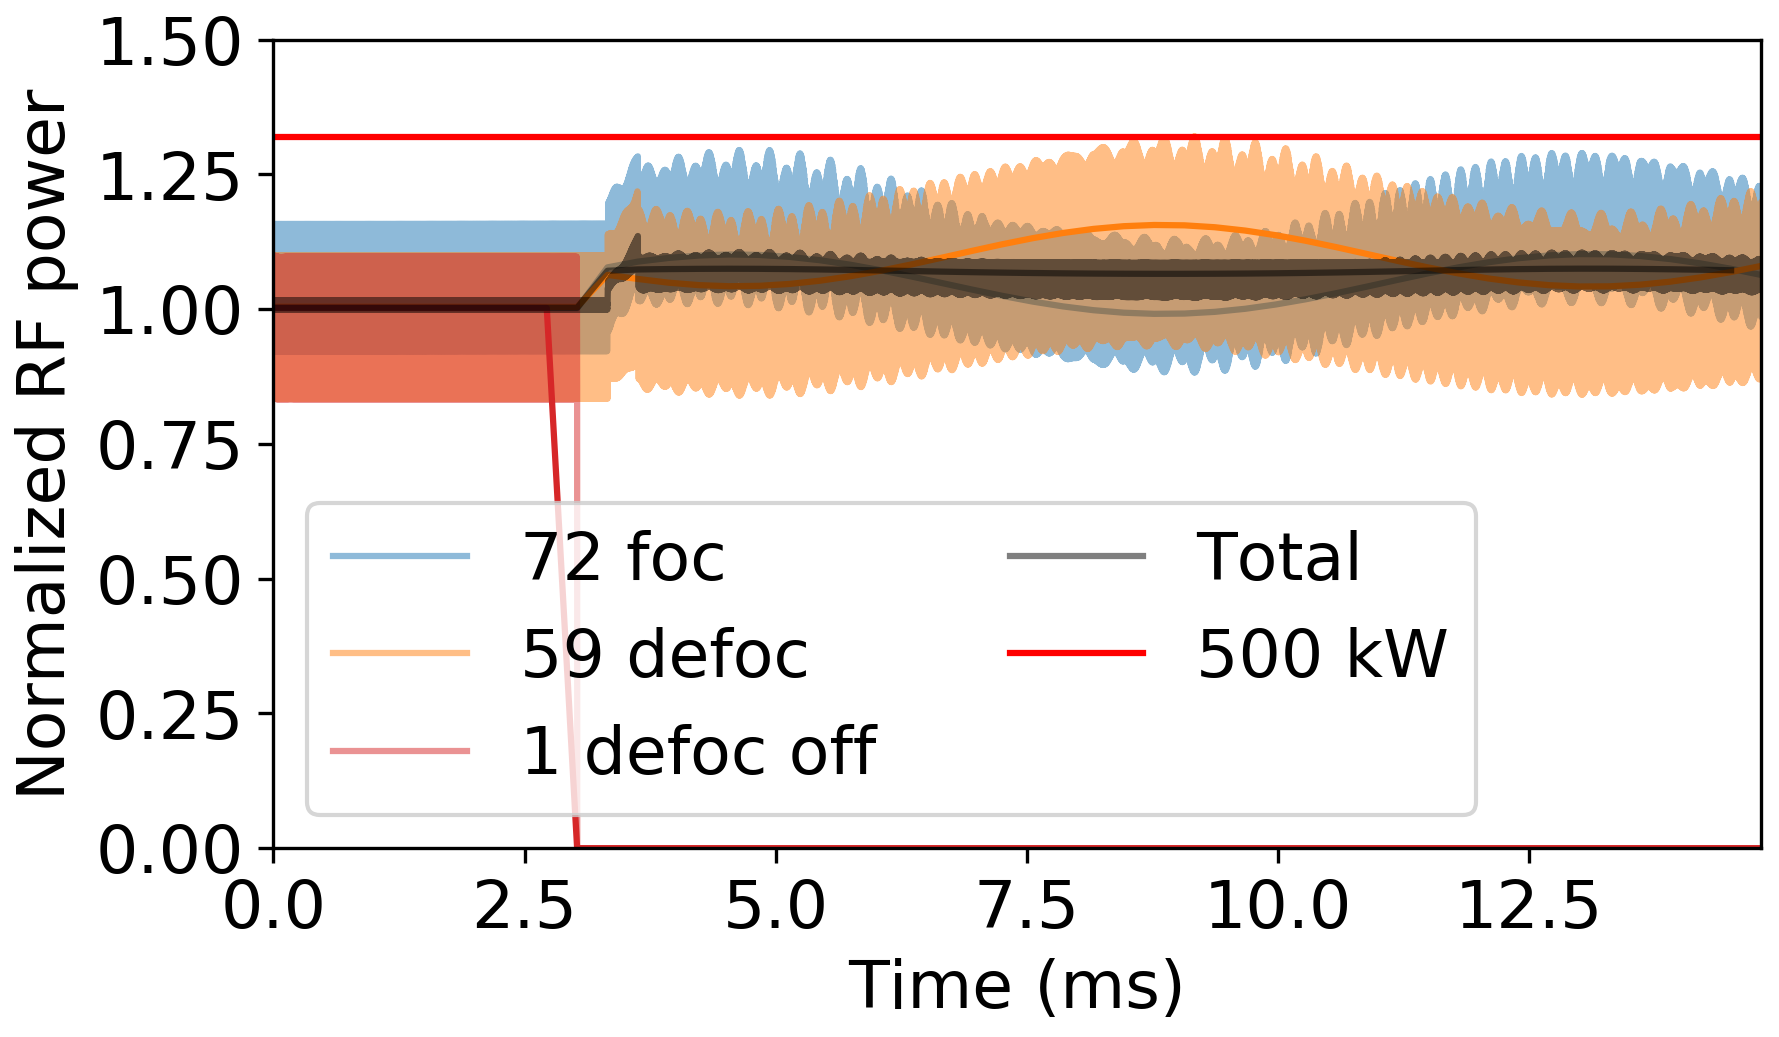 Normalized RF power
1.50
1.25
1.00
0.75
0.50
0.25
0.00
72 foc
59 defoc
1 defoc off
Total
500 kW
0.0 2.5 5.0 7.5 10.0 12.5
Time (ms)